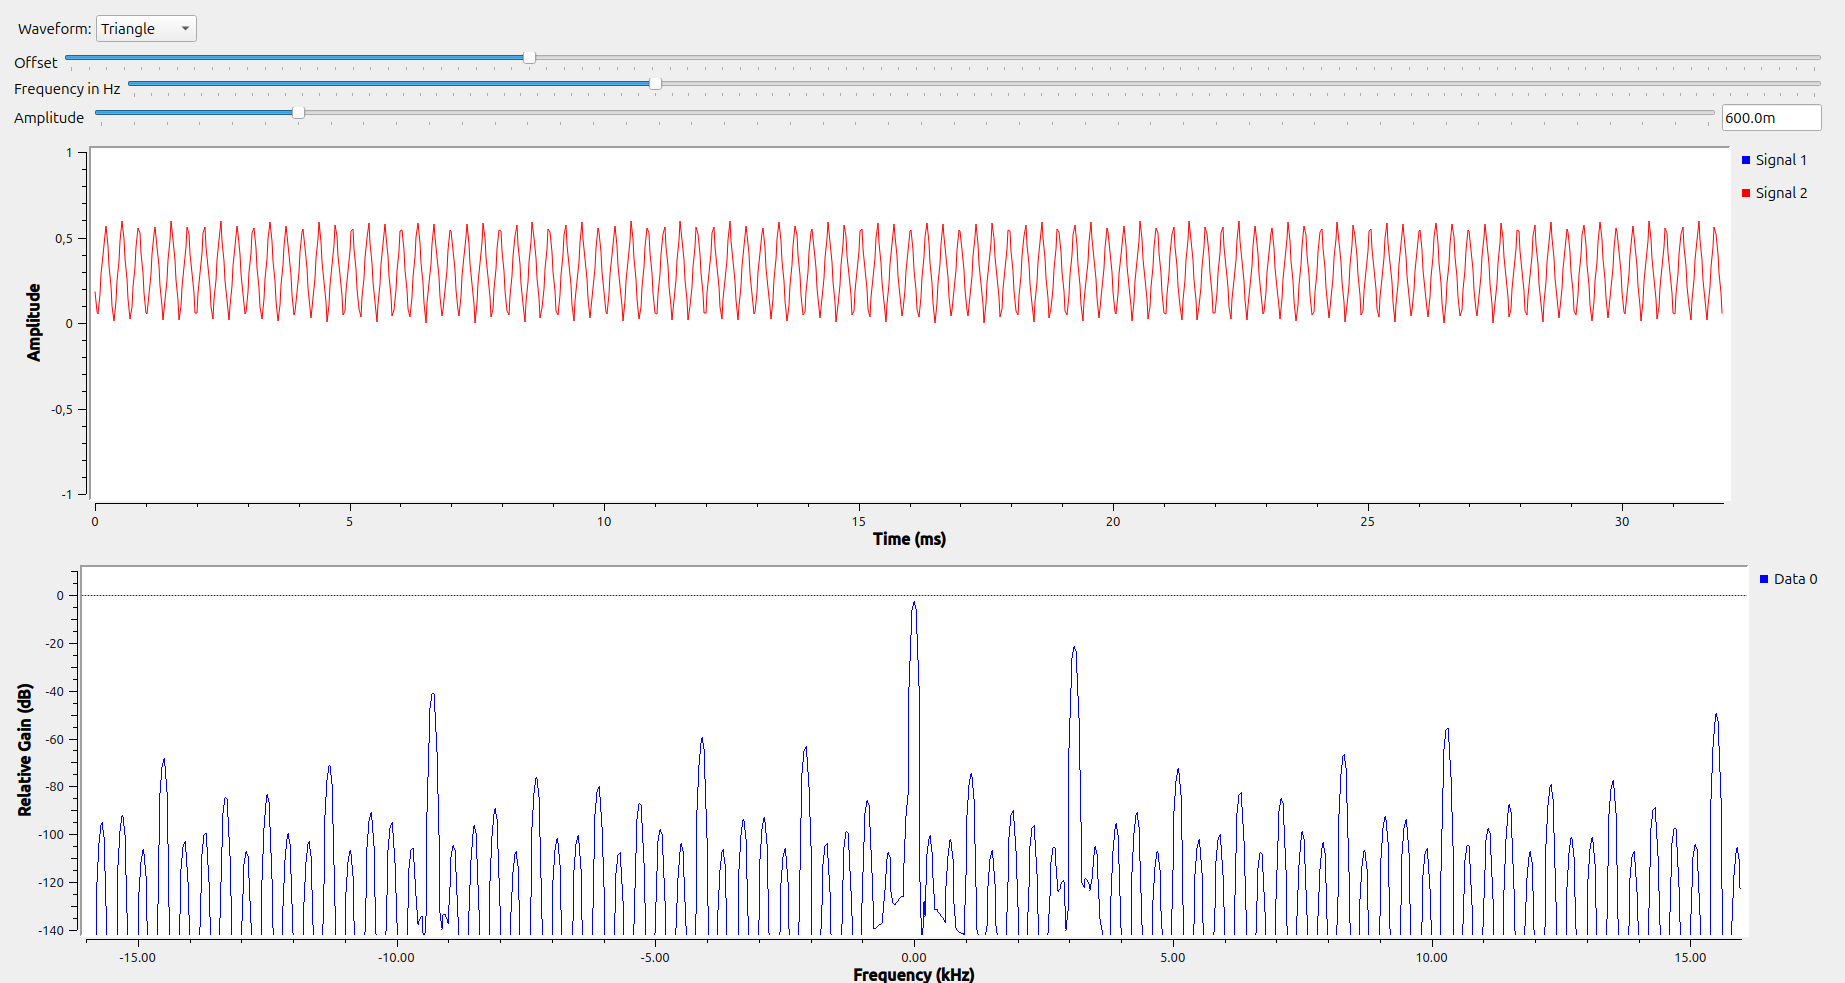 Waveform: Triangle
Offset
Frequency in Hz
Amplitude 600.0m
1
0,5
0
-0,5
-1
Amplitude
0 5 10 15 20 25 30
Time (ms)
Signal 1
Signal 2
0
-20
-40
-60
-80
-100
-120
-140
Relative Gain (dB)
-15.00 -10.00 -5.00 0.00 5.00 10.00 15.00
Frequency (kHz)
Data 0